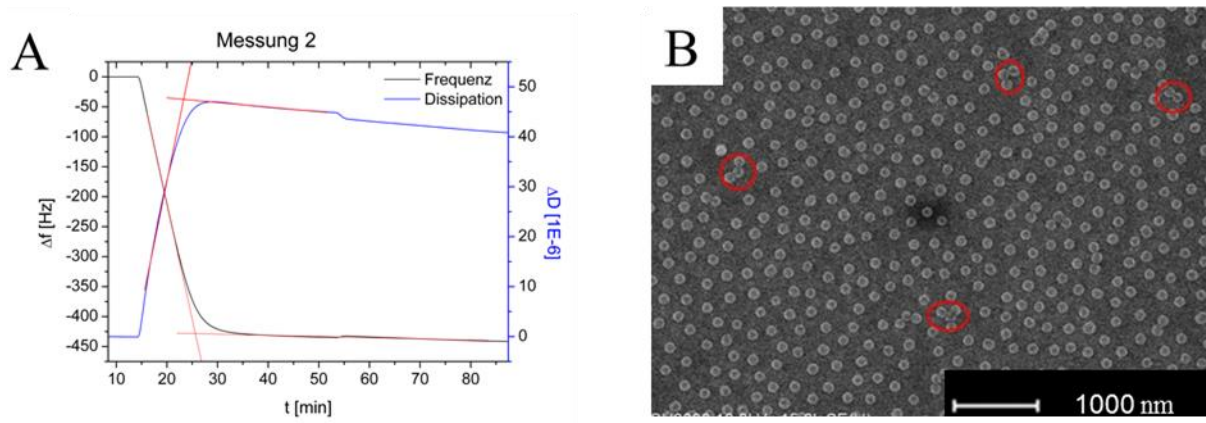 A
Messung 2
Frequenz
Dissipation
0
-50
-100
-150
-200
-250
-300
-350
-400
-450
Δf [Hz]
50
40
30
20
10
0
ΔD [1E-6]
10 20 30 40 50 60 70 80
t [min]
B
1000 nm